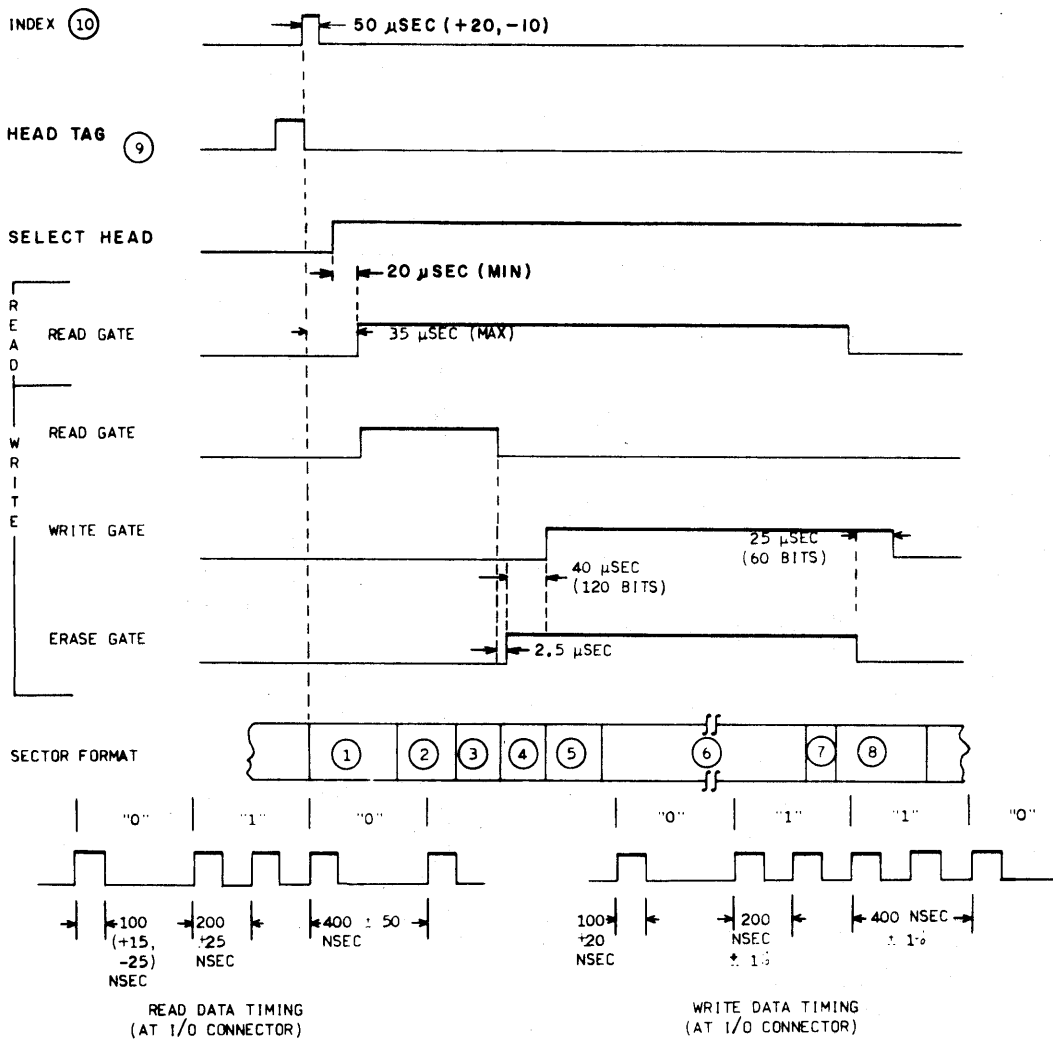 INDEX 10
50 µSEC (+20, -10)
HEAD TAG 9
SELECT HEAD
20 µSEC (MIN)
READ
READ GATE
35 µSEC (MAX)
WRITE
READ GATE
WRITE GATE
25 µSEC
(60 BITS)
40 µSEC
(120 BITS)
ERASE GATE
2.5 µSEC
SECTOR FORMAT
1 2 3 4 5 6 7 8
"0" "1" "0"
"0" "1" "1" "0"
100
(+15,
-25)
NSEC
200
±25
NSEC
400 ± 50
NSEC
100
±20
NSEC
200
NSEC
± 1
400 NSEC
± 1
READ DATA TIMING
(AT I/O CONNECTOR)
WRITE DATA TIMING
(AT I/O CONNECTOR)